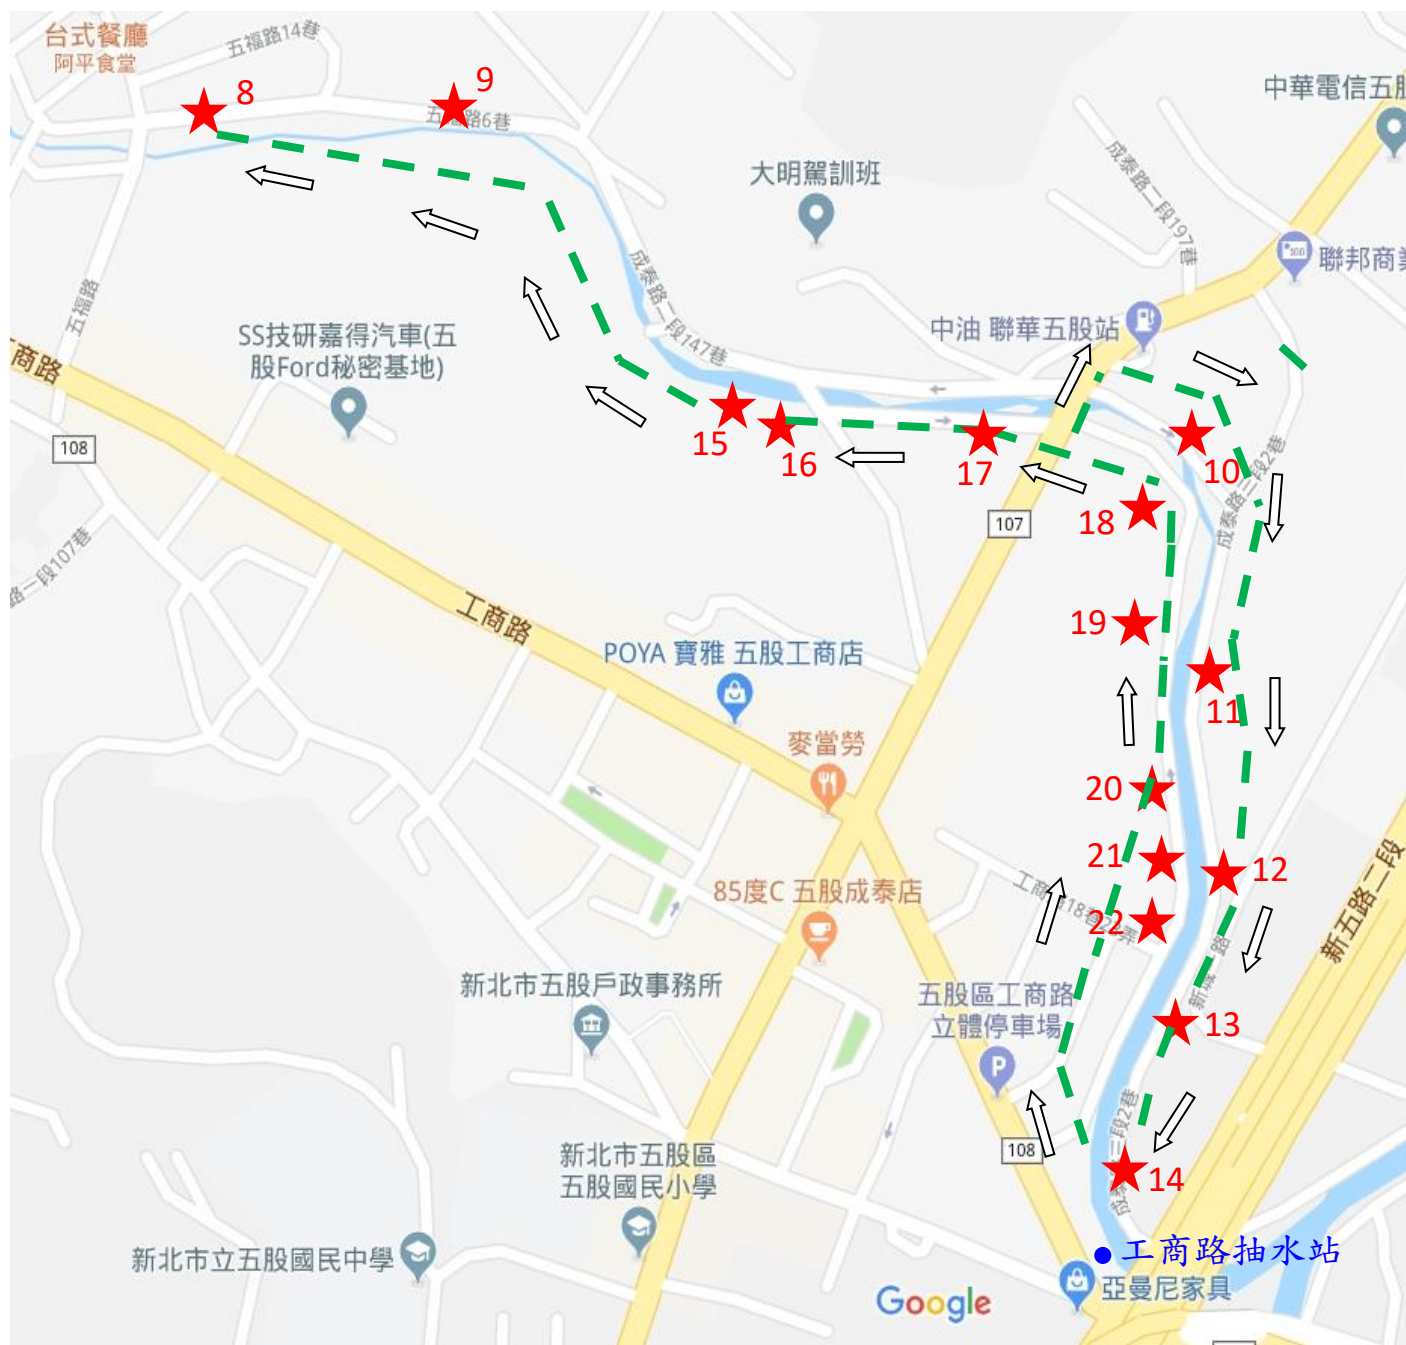 台式餐廳
阿平食堂
五福路14巷
8
9
五福路6巷
中華電信五股
大明駕訓班
成泰路二段197巷
聯邦商業
五福路
成泰路二段147巷
SS技研嘉得汽車(五
股Ford秘密基地)
中油 聯華五股站
工商路
15
16
17
10
108
18
成泰路三段2巷
107
路一段107巷
19
工商路
POYA 寶雅 五股工商店
11
麥當勞
20
21
12
85度C 五股成泰店
22
新五路二段
新城一路
新北市五股戶政事務所
五股區工商路
立體停車場
P
13
108
新北市五股區
五股國民小學
14
新北市立五股國民中學
工商路抽水站
亞曼尼家具
Google